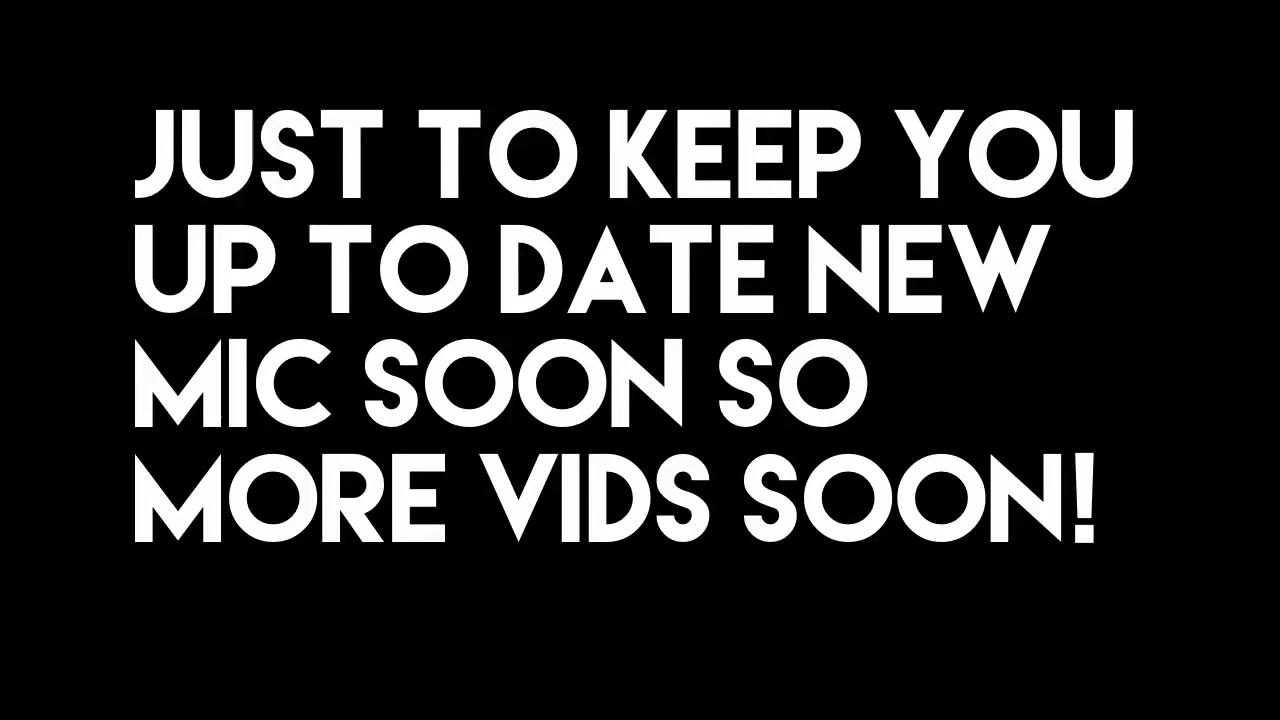 JUST TO KEEP YOU
UP TO DATE NEW
MIC SOON SO
MORE VIDS SOON!